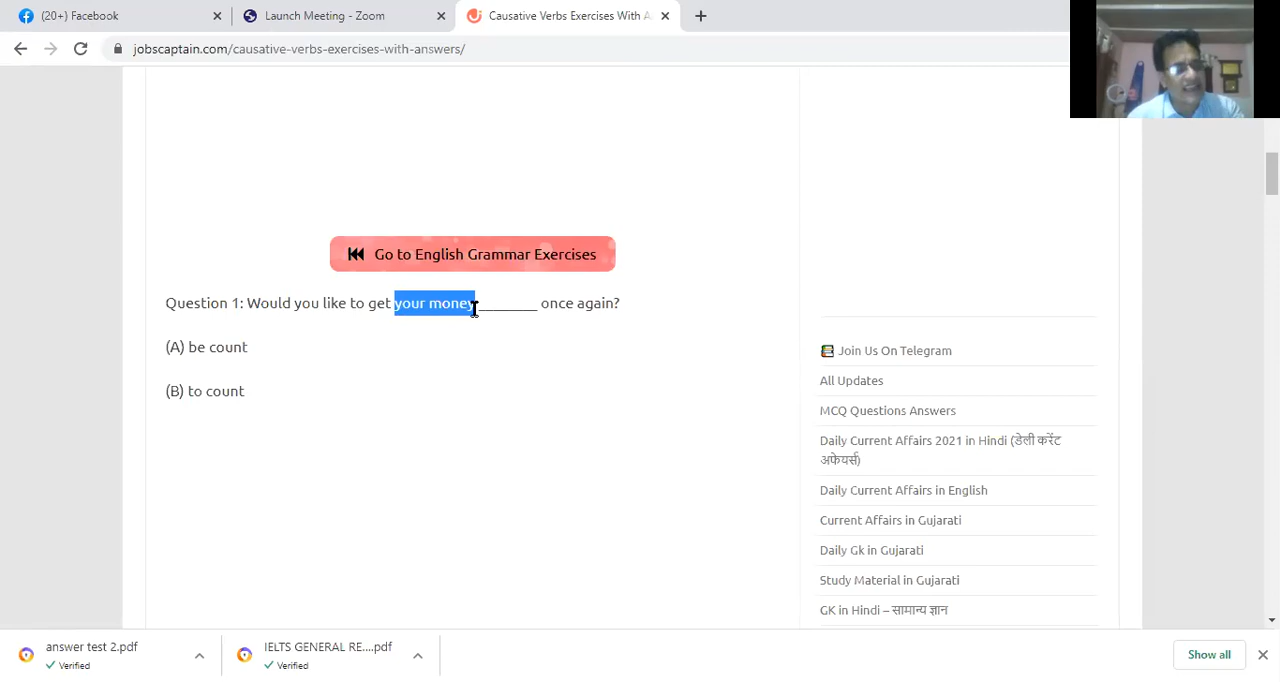 (20+) Facebook
Launch Meeting - Zoom
Causative Verbs Exercises With A
jobscaptain.com/causative-verbs-exercises-with-answers/
Go to English Grammar Exercises
Question 1: Would you like to get your money ________ once again?
(A) be count
(B) to count
Join Us On Telegram
All Updates
MCQ Questions Answers
Daily Current Affairs 2021 in Hindi (डेली करेंट
अफेयर्स)
Daily Current Affairs in English
Current Affairs in Gujarati
Daily Gk in Gujarati
Study Material in Gujarati
GK in Hindi – सामान्य ज्ञान
answer test 2.pdf
Verified
IELTS GENERAL RE....pdf
Verified
Show all